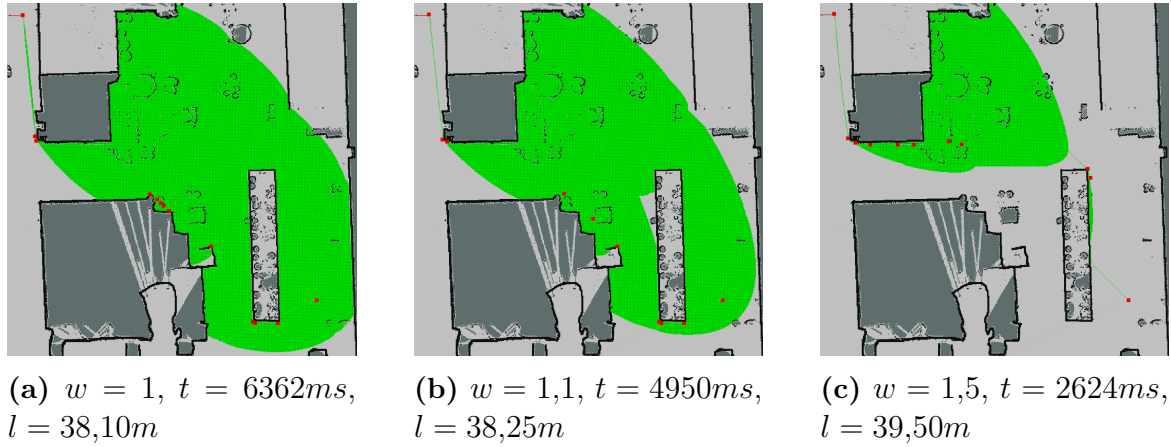 (a) w = 1, t = 6362ms,
l = 38,10m
(b) w = 1,1, t = 4950ms,
l = 38,25m
(c) w = 1,5, t = 2624ms,
l = 39,50m